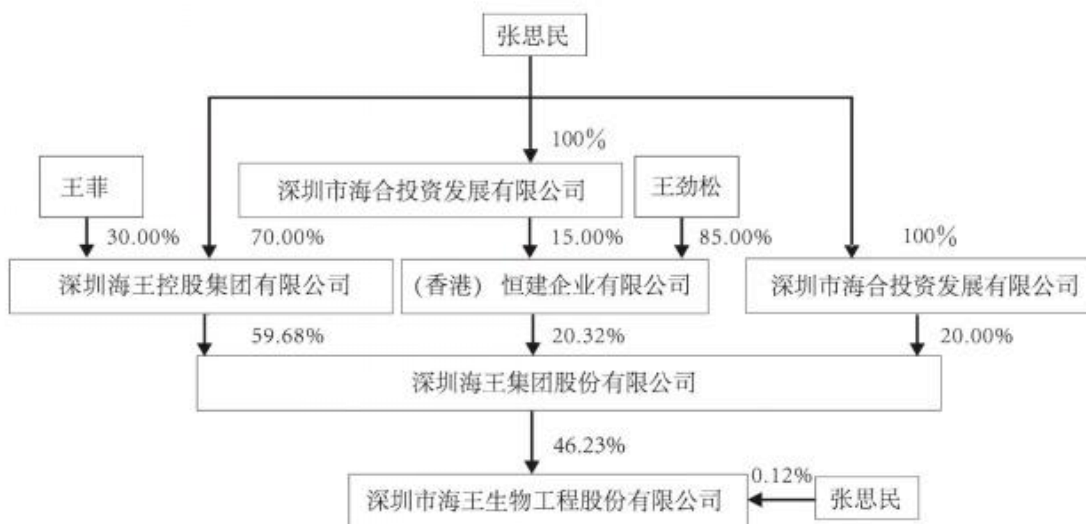 张思民
100%
王菲
深圳市海合投资发展有限公司
王劲松
30.00%
70.00%
15.00%
85.00%
100%
深圳海王控股集团有限公司
(香港) 恒建企业有限公司
深圳市海合投资发展有限公司
59.68%
20.32%
20.00%
深圳海王集团股份有限公司
46.23%
0.12%
深圳市海王生物工程股份有限公司
张思民